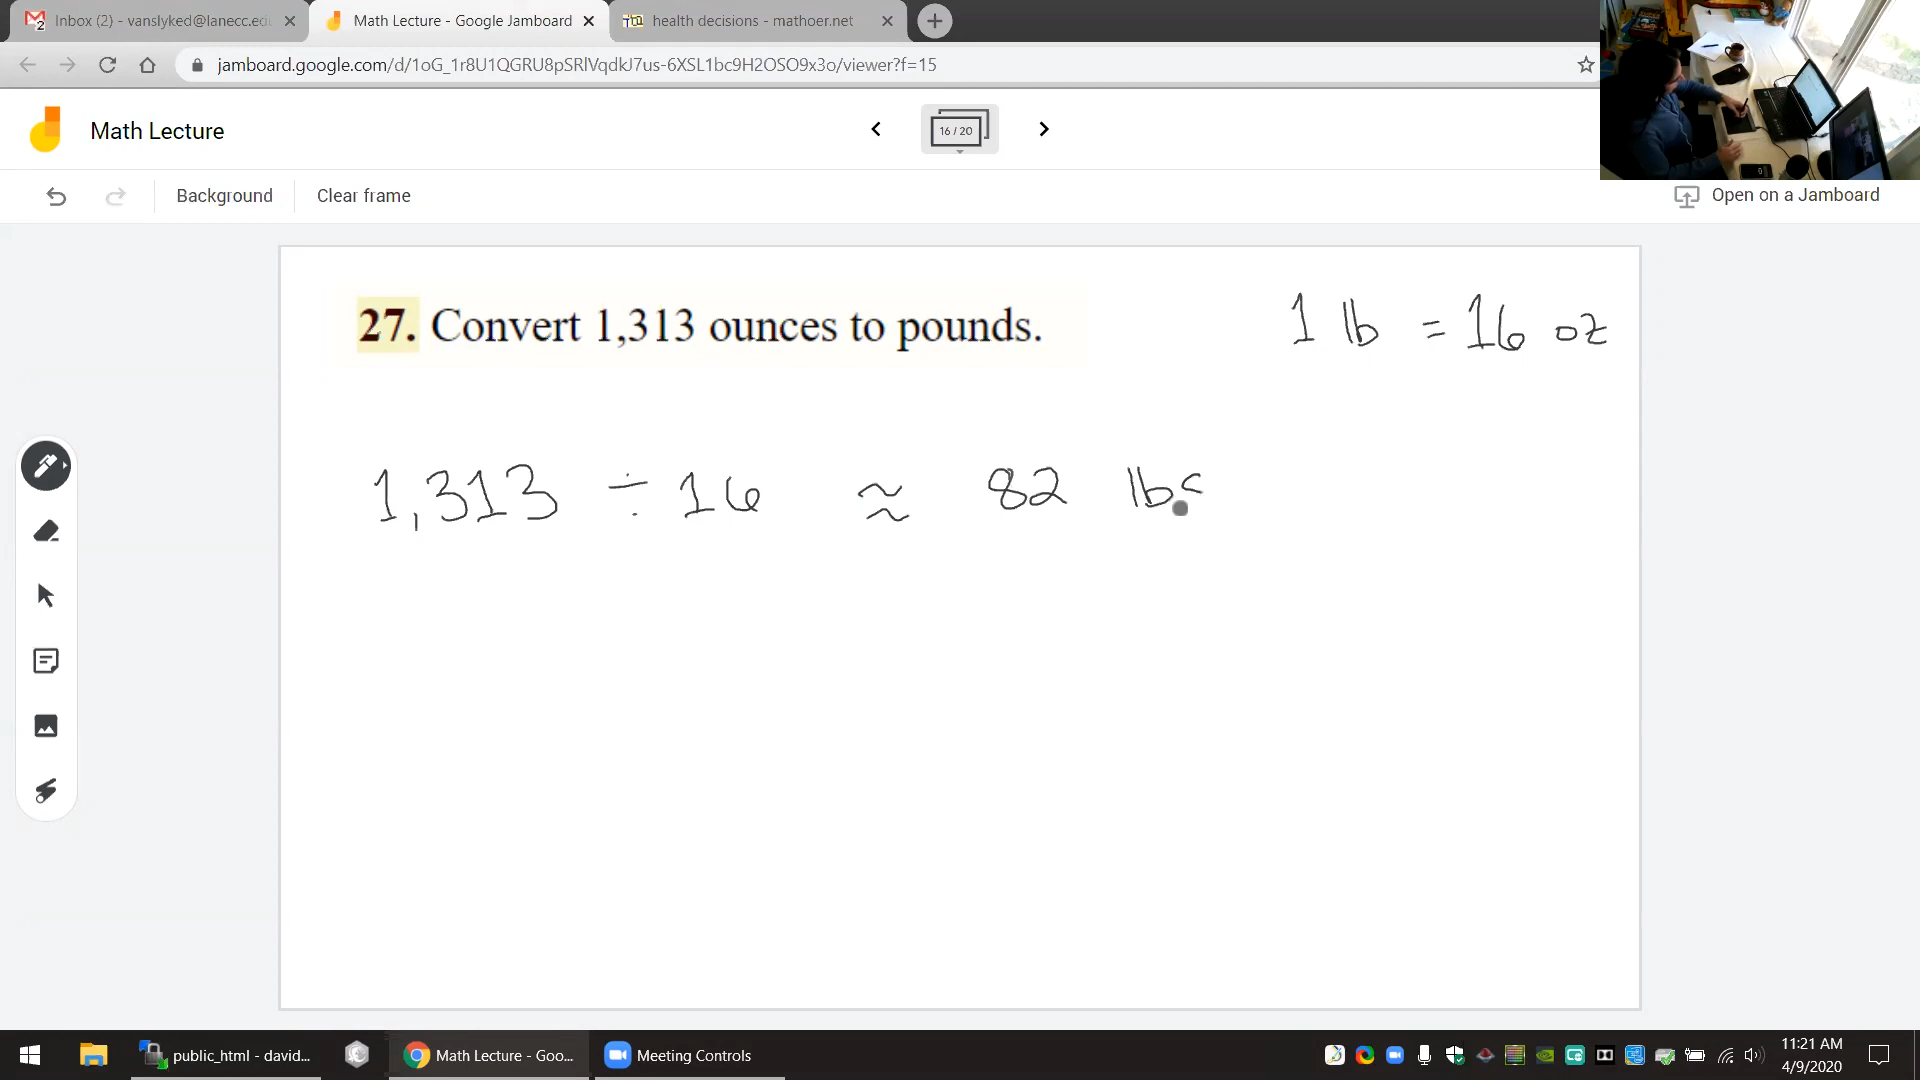 Inbox (2) - vanslyked@lanecc.edu
Math Lecture - Google Jamboard
health decisions - mathoer.net
jamboard.google.com/d/1oG_1r8U1QGRU8pSRlVqdkJ7us-6XSL1bc9H2OSO9x3o/viewer?f=15
Math Lecture
16 / 20
Background
Clear frame
Open on a Jamboard
27. Convert 1,313 ounces to pounds.
1 lb = 16 oz
1,313 ÷ 16 ≈ 82 lbs
public_html - david...
Math Lecture - Goo...
Meeting Controls
11:21 AM
4/9/2020